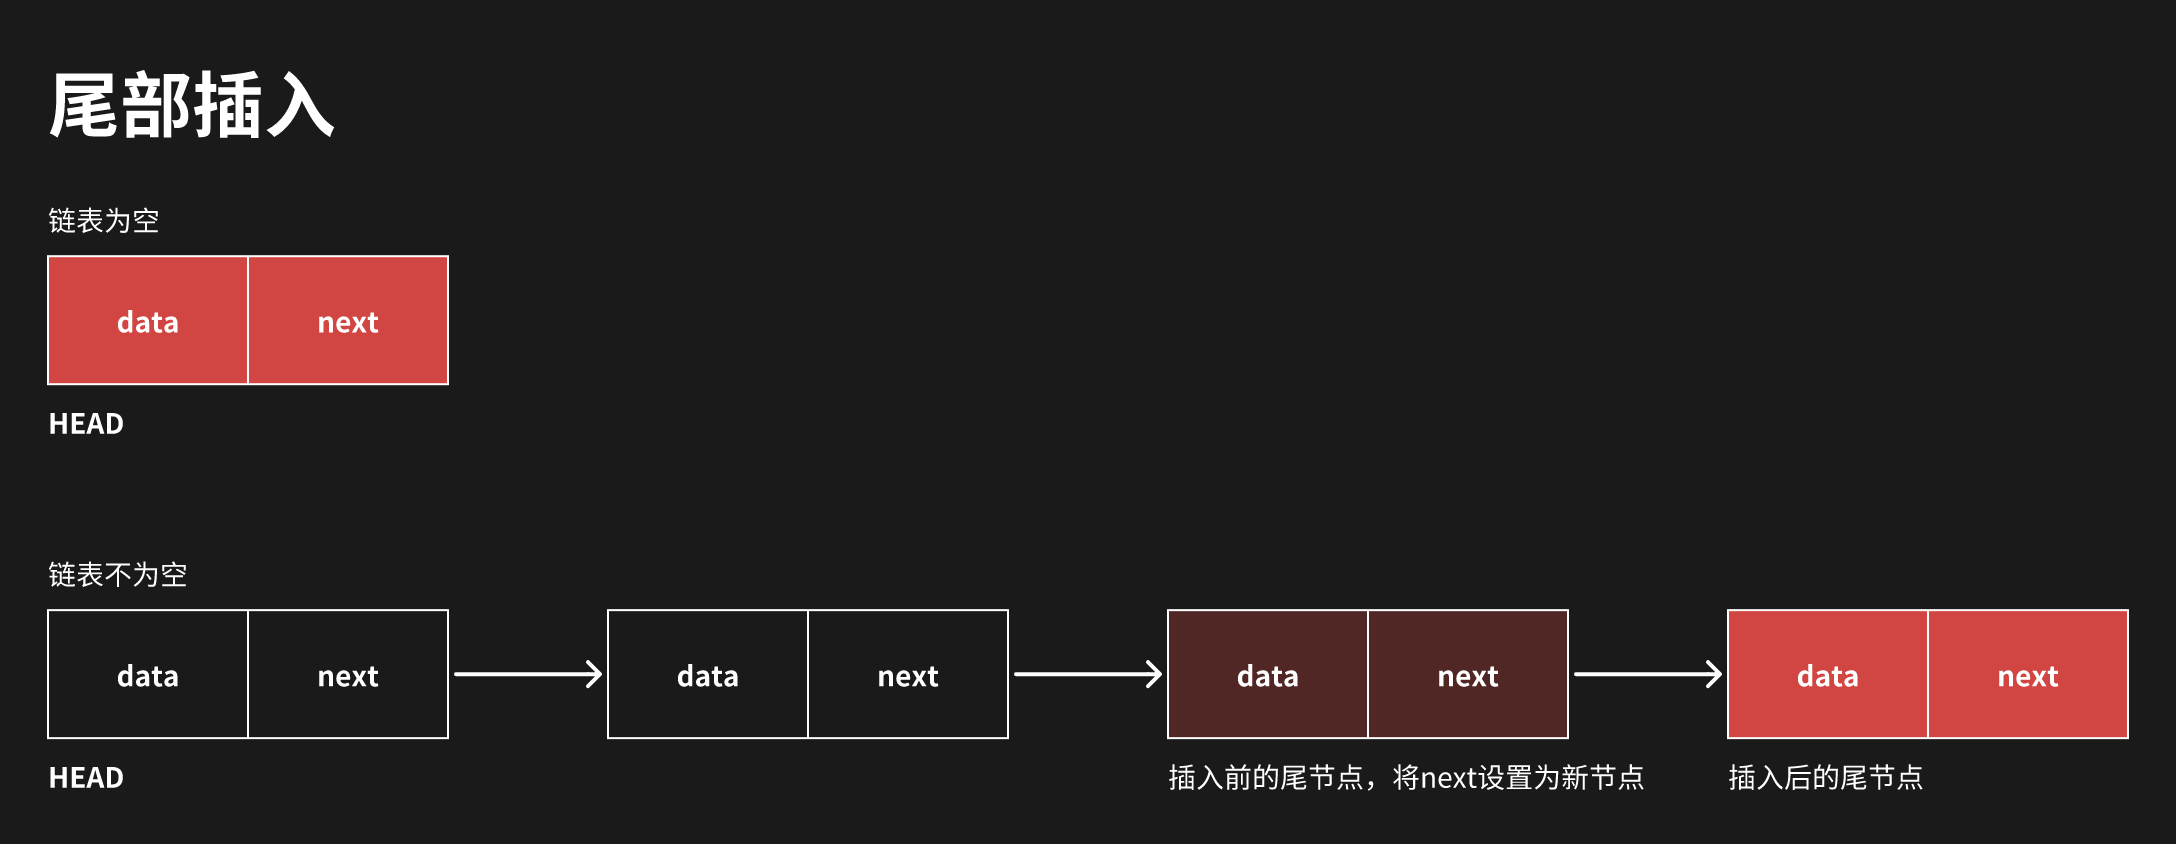 尾部插入
链表为空
data next
HEAD
链表不为空
data next data next data next data next
HEAD 插入前的尾节点，将next设置为新节点 插入后的尾节点